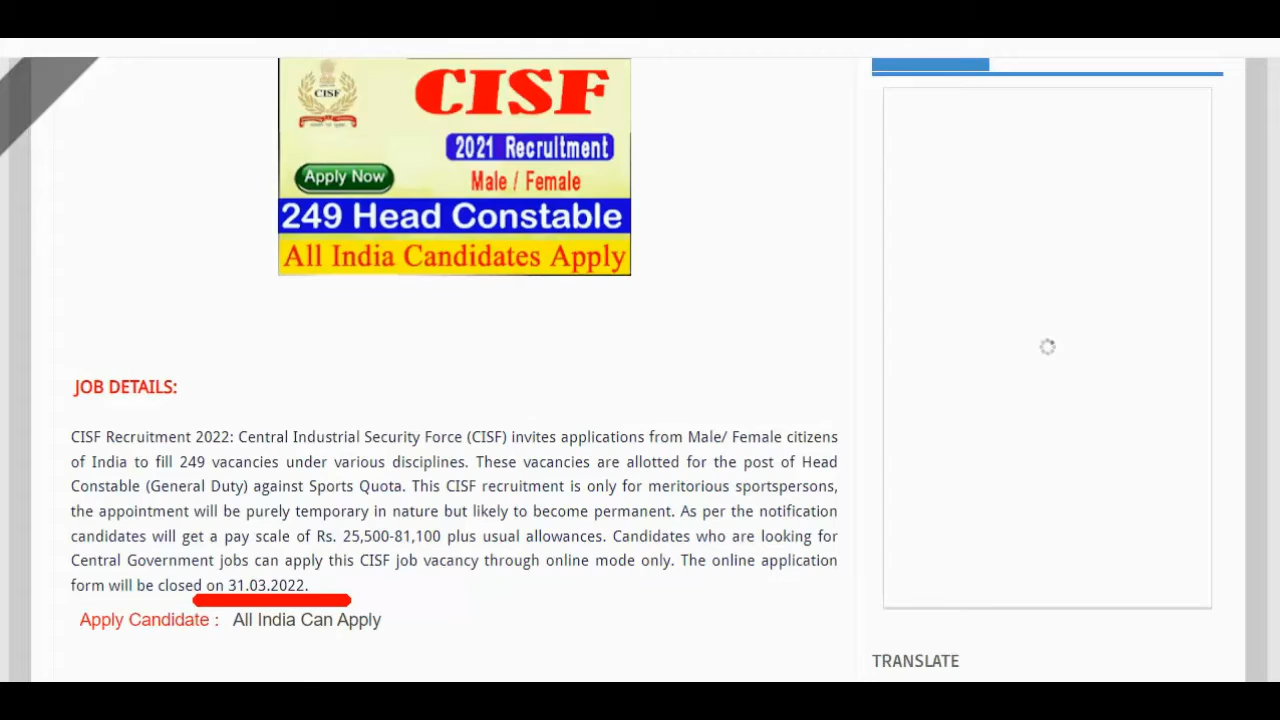 CISF
CISF
2021 Recruitment
Apply Now
Male / Female
249 Head Constable
All India Candidates Apply
JOB DETAILS:
CISF Recruitment 2022: Central Industrial Security Force (CISF) invites applications from Male/ Female citizens
of India to fill 249 vacancies under various disciplines. These vacancies are allotted for the post of Head
Constable (General Duty) against Sports Quota. This CISF recruitment is only for meritorious sportspersons,
the appointment will be purely temporary in nature but likely to become permanent. As per the notification
candidates will get a pay scale of Rs. 25,500-81,100 plus usual allowances. Candidates who are looking for
Central Government jobs can apply this CISF job vacancy through online mode only. The online application
form will be closed on 31.03.2022.
Apply Candidate : All India Can Apply
TRANSLATE